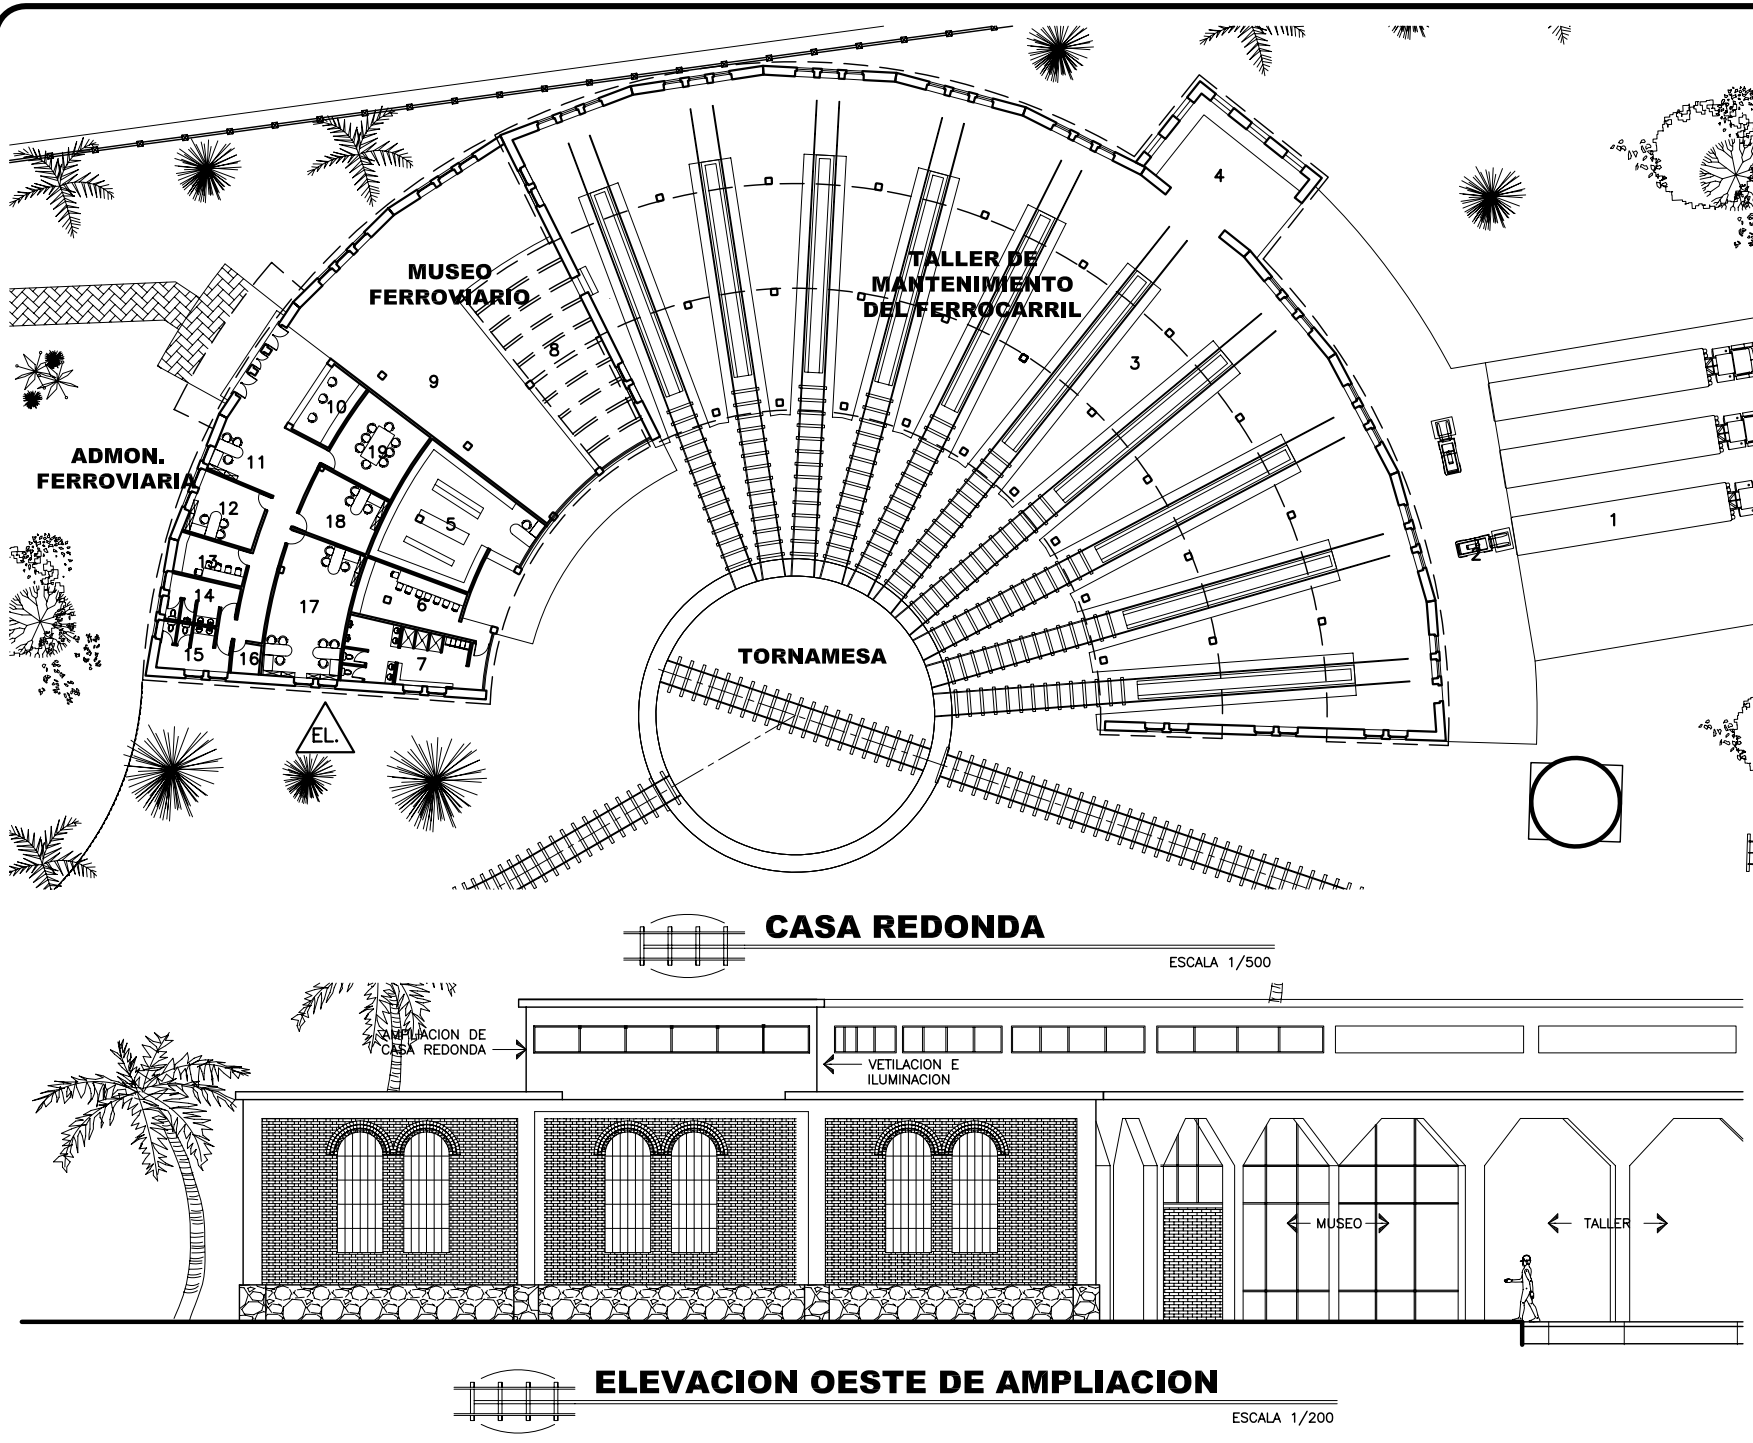 4
MUSEO
FERROVIARIO
TALLER DE
MANTENIMIENTO
DEL FERROCARRIL
8
3
9
10
19
11
ADMON.
FERROVIARIA
12
18
5
1
2
13
14
6
17
15
16
7
TORNAMESA
EL.
CASA REDONDA
ESCALA 1/500
AMPLIACION DE
CASA REDONDA
VETILACION E
ILUMINACION
MUSEO
TALLER
ELEVACION OESTE DE AMPLIACION
ESCALA 1/200